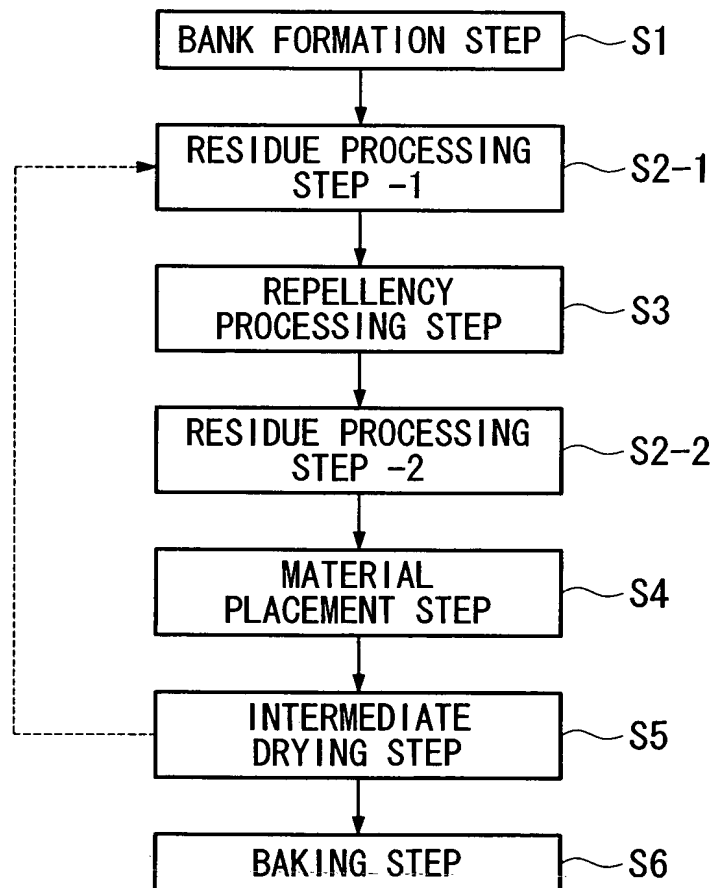 BANK FORMATION STEP S1
RESIDUE PROCESSING
STEP -1
S2-1
REPELLENCY
PROCESSING STEP
S3
RESIDUE PROCESSING
STEP -2
S2-2
MATERIAL
PLACEMENT STEP
S4
INTERMEDIATE
DRYING STEP
S5
BAKING STEP S6